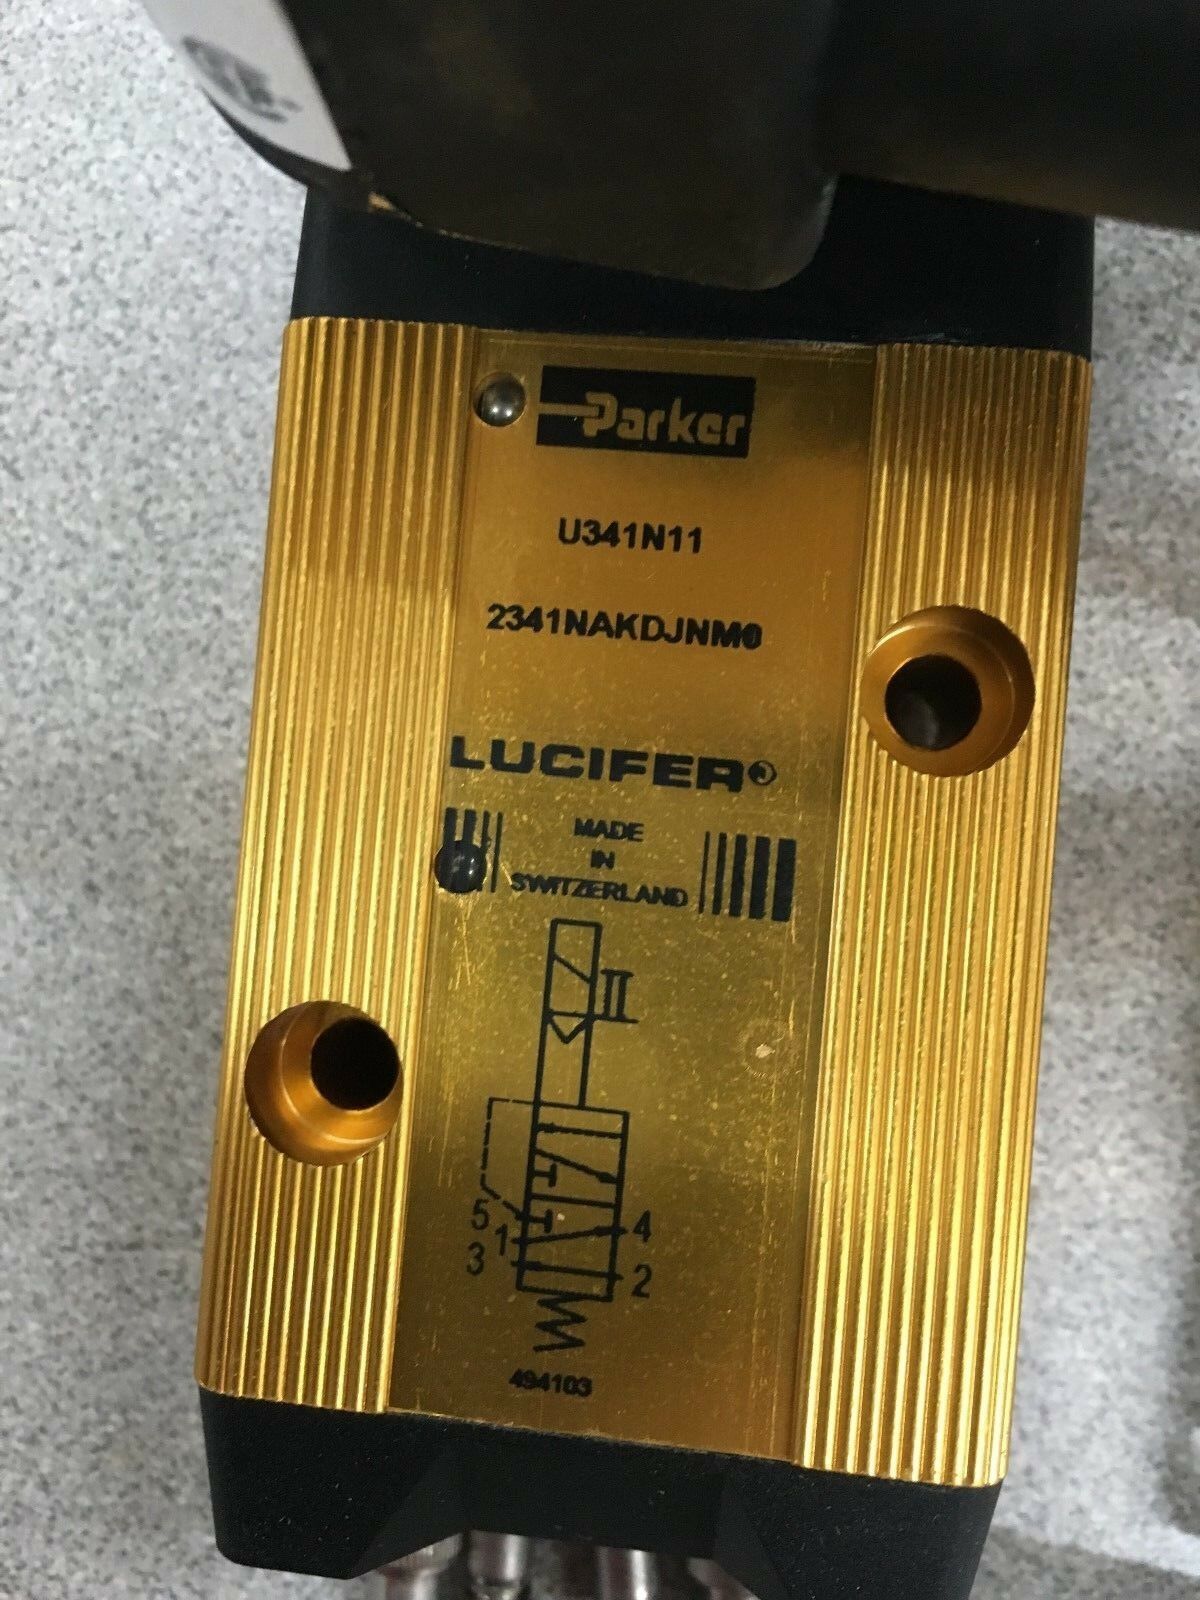 Parker
U341N11
2341NAKDJNM0
LUCIFER®
MADE
IN
SWITZERLAND
5
1
3
4
2
494103